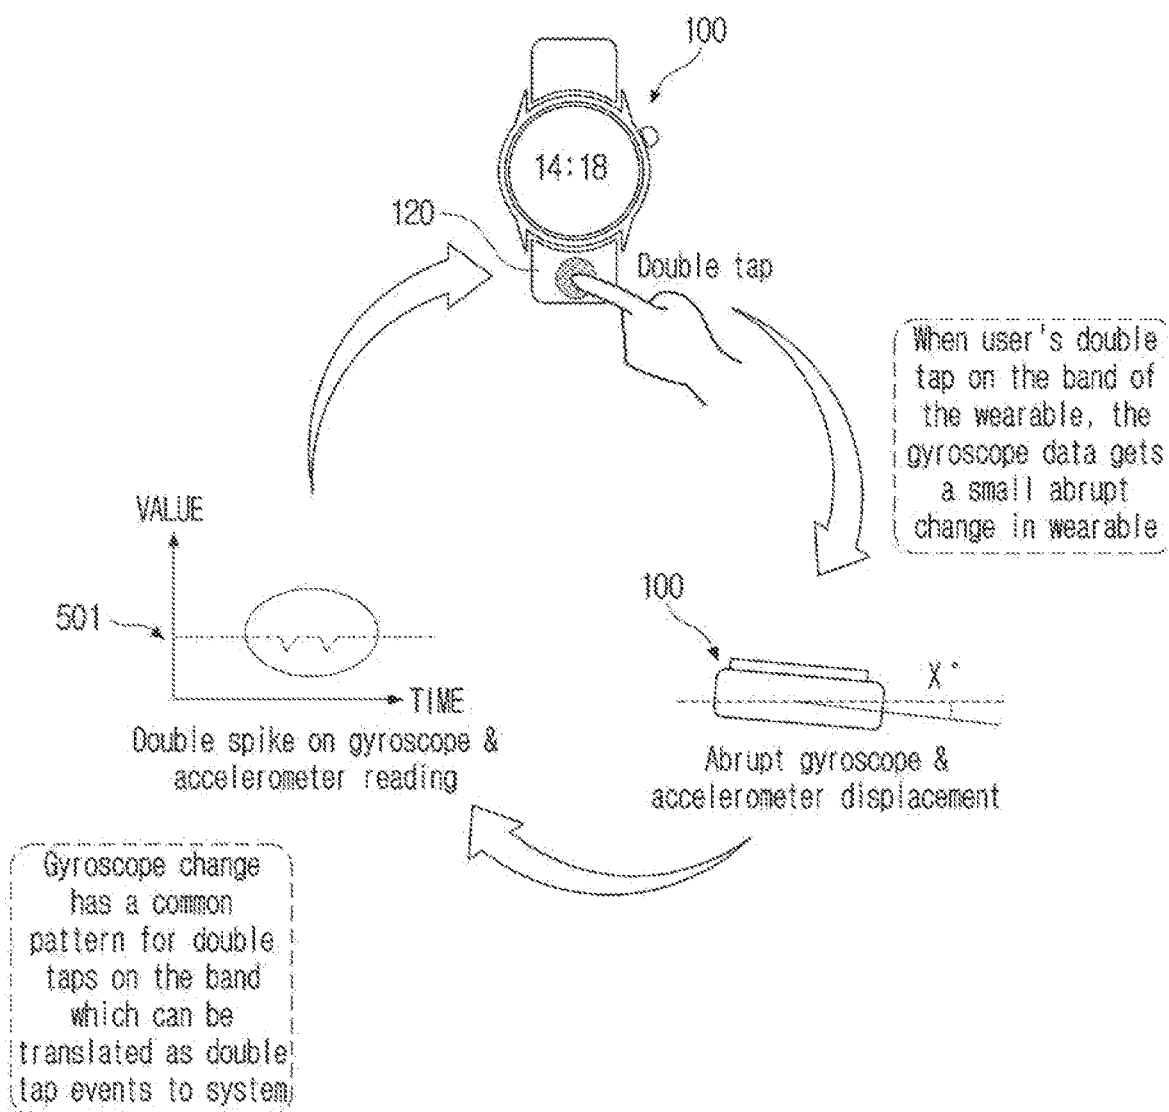 100
14:18
120
Double tap
When user's double
tap on the band of
the wearable, the
gyroscope data gets
a small abrupt
change in wearable
VALUE
501
TIME
Double spike on gyroscope &
accelerometer reading
100
X°
Abrupt gyroscope &
accelerometer displacement
Gyroscope change
has a common
pattern for double
taps on the band
which can be
translated as double
tap events to system